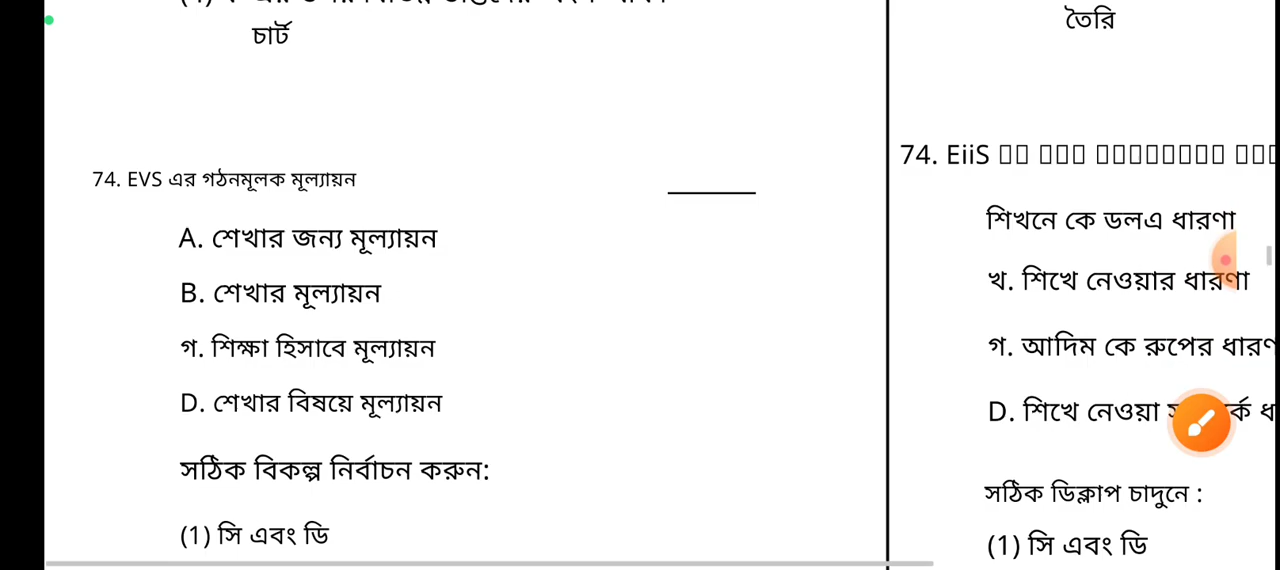 চার্ট
74. EVS এর গঠনমূলক মূল্যায়ন
A. শেখার জন্য মূল্যায়ন
B. শেখার মূল্যায়ন
গ. শিক্ষা হিসাবে মূল্যায়ন
D. শেখার বিষয়ে মূল্যায়ন
সঠিক বিকল্প নির্বাচন করুন:
(1) সি এবং ডি
তৈরি
74. EiiS
শিখনে কে ডলএ ধারণা
খ. শিখে নেওয়ার ধারণা
গ. আদিম কে রুপের
D. শিখে নেওয়া
সঠিক ডিক্লাপ চাদুনে :
(1) সি এবং ডি